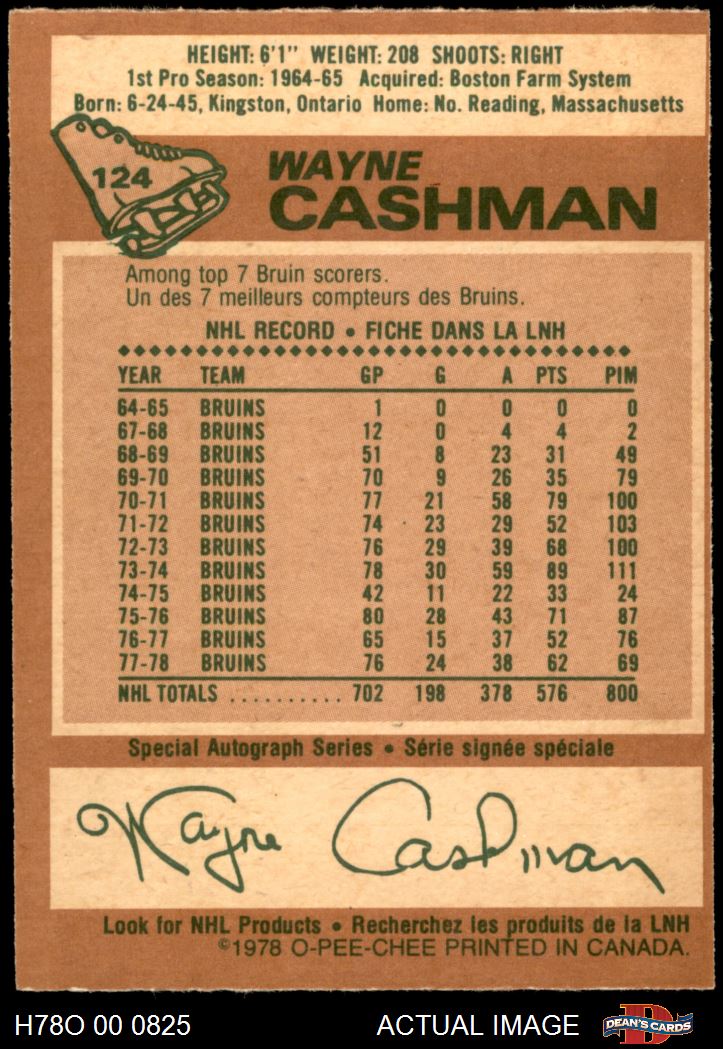 HEIGHT: 6'1" WEIGHT: 208 SHOOTS: RIGHT
1st Pro Season: 1964-65 Acquired: Boston Farm System
Born: 6-24-45, Kingston, Ontario Home: No. Reading, Massachusetts
124
WAYNE
CASHMAN
Among top 7 Bruin scorers.
Un des 7 meilleurs compteurs des Bruins.
NHL RECORD • FICHE DANS LA LNH
YEAR TEAM GP G A PTS PIM
64-65 BRUINS 1 0 0 0 0
67-68 BRUINS 12 0 4 4 2
68-69 BRUINS 51 8 23 31 49
69-70 BRUINS 70 9 26 35 79
70-71 BRUINS 77 21 58 79 100
71-72 BRUINS 74 23 29 52 103
72-73 BRUINS 76 29 39 68 100
73-74 BRUINS 78 30 59 89 111
74-75 BRUINS 42 11 22 33 24
75-76 BRUINS 80 28 43 71 87
76-77 BRUINS 65 15 37 52 76
77-78 BRUINS 76 24 38 62 69
NHL TOTALS .......... 702 198 378 576 800
Special Autograph Series • Série signée spéciale
Wayne Cashman
Look for NHL Products • Recherchez les produits de la LNH
©1978 O-PEE-CHEE PRINTED IN CANADA.
H78O 00 0825 ACTUAL IMAGE D DEAN'S CARDS